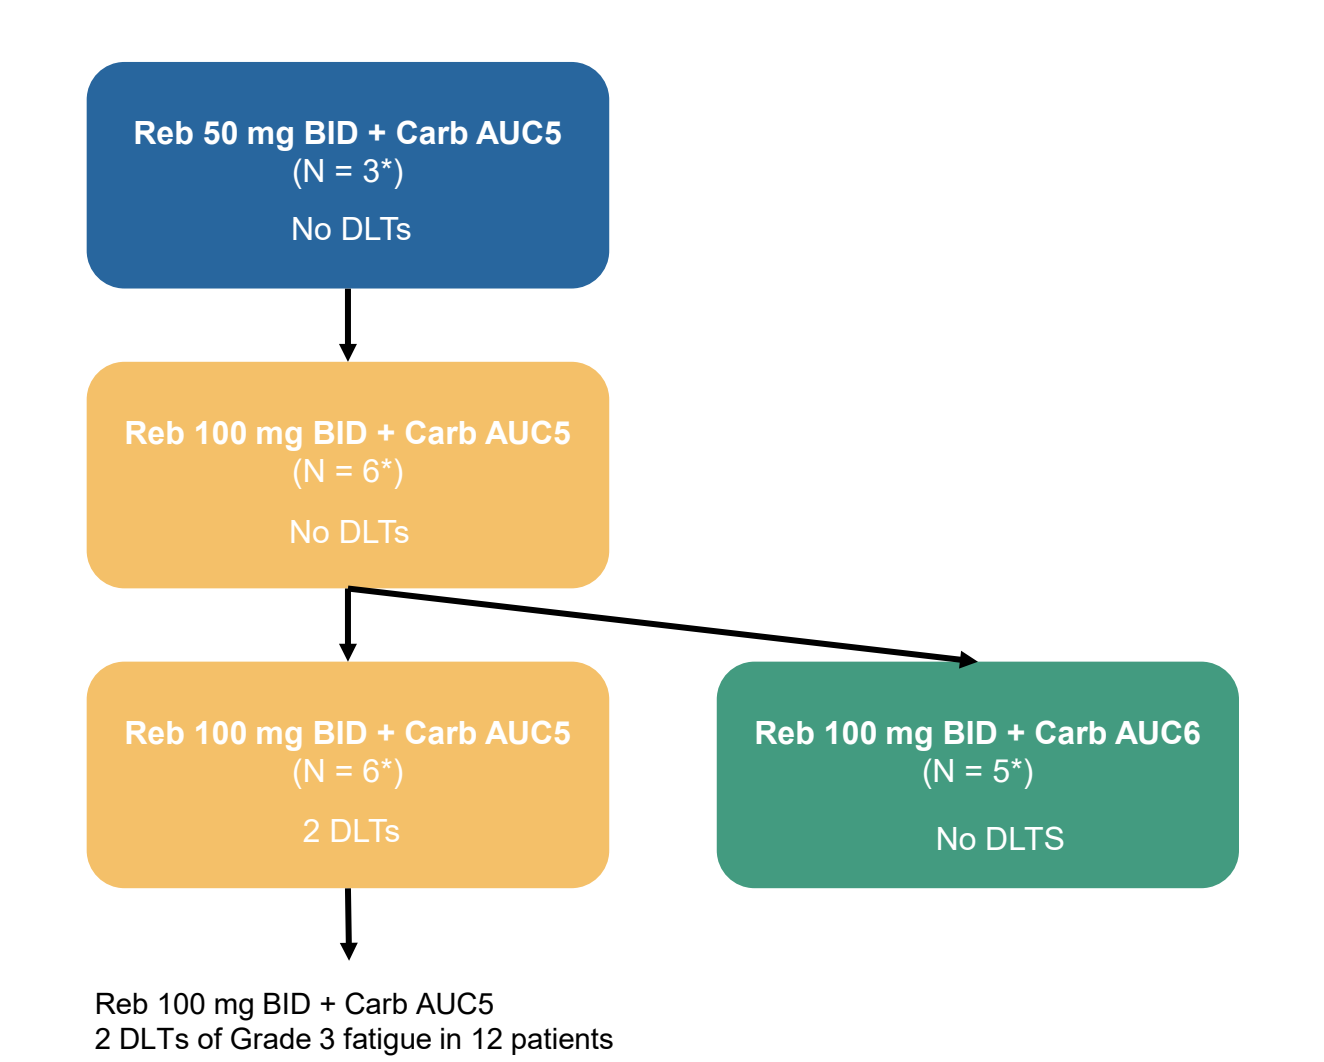 Reb 50 mg BID + Carb AUC5
(N = 3*)
No DLTs
Reb 100 mg BID + Carb AUC5
(N = 6*)
No DLTs
Reb 100 mg BID + Carb AUC5
(N = 6*)
2 DLTs
Reb 100 mg BID + Carb AUC6
(N = 5*)
No DLTS
Reb 100 mg BID + Carb AUC5
2 DLTs of Grade 3 fatigue in 12 patients